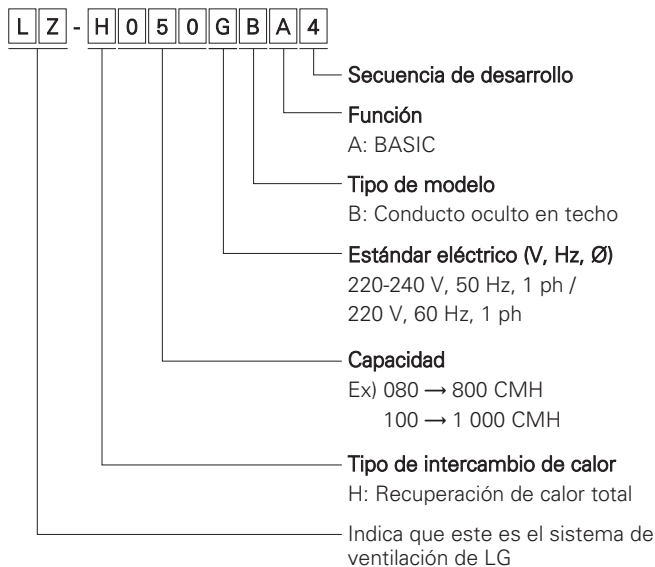 LZ-H050GBA4
Secuencia de desarrollo
Función
A: BASIC
Tipo de modelo
B: Conducto oculto en techo
Estándar eléctrico (V, Hz, Ø)
220-240 V, 50 Hz, 1 ph /
220 V, 60 Hz, 1 ph
Capacidad
Ex) 080 → 800 CMH
100 → 1 000 CMH
Tipo de intercambio de calor
H: Recuperación de calor total
Indica que este es el sistema de
ventilación de LG